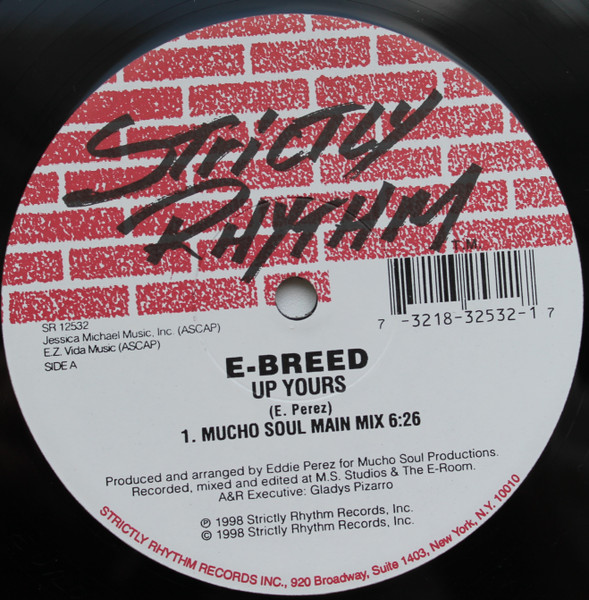 STRICTLY
RHYTHM
T.M.
SR 12532
Jessica Michael Music, Inc. (ASCAP)
E.Z. Vida Music (ASCAP)
SIDE A
7 -3218-32532-1 7
E-BREED
UP YOURS
(E. Perez)
1. MUCHO SOUL MAIN MIX 6:26
Produced and arranged by Eddie Perez for Mucho Soul Productions.
Recorded, mixed and edited at M.S. Studios & The E-Room.
A&R Executive: Gladys Pizarro
℗ 1998 Strictly Rhythm Records, Inc.
© 1998 Strictly Rhythm Records, Inc.
STRICTLY RHYTHM RECORDS INC., 920 Broadway, Suite 1403, New York, N.Y. 10010